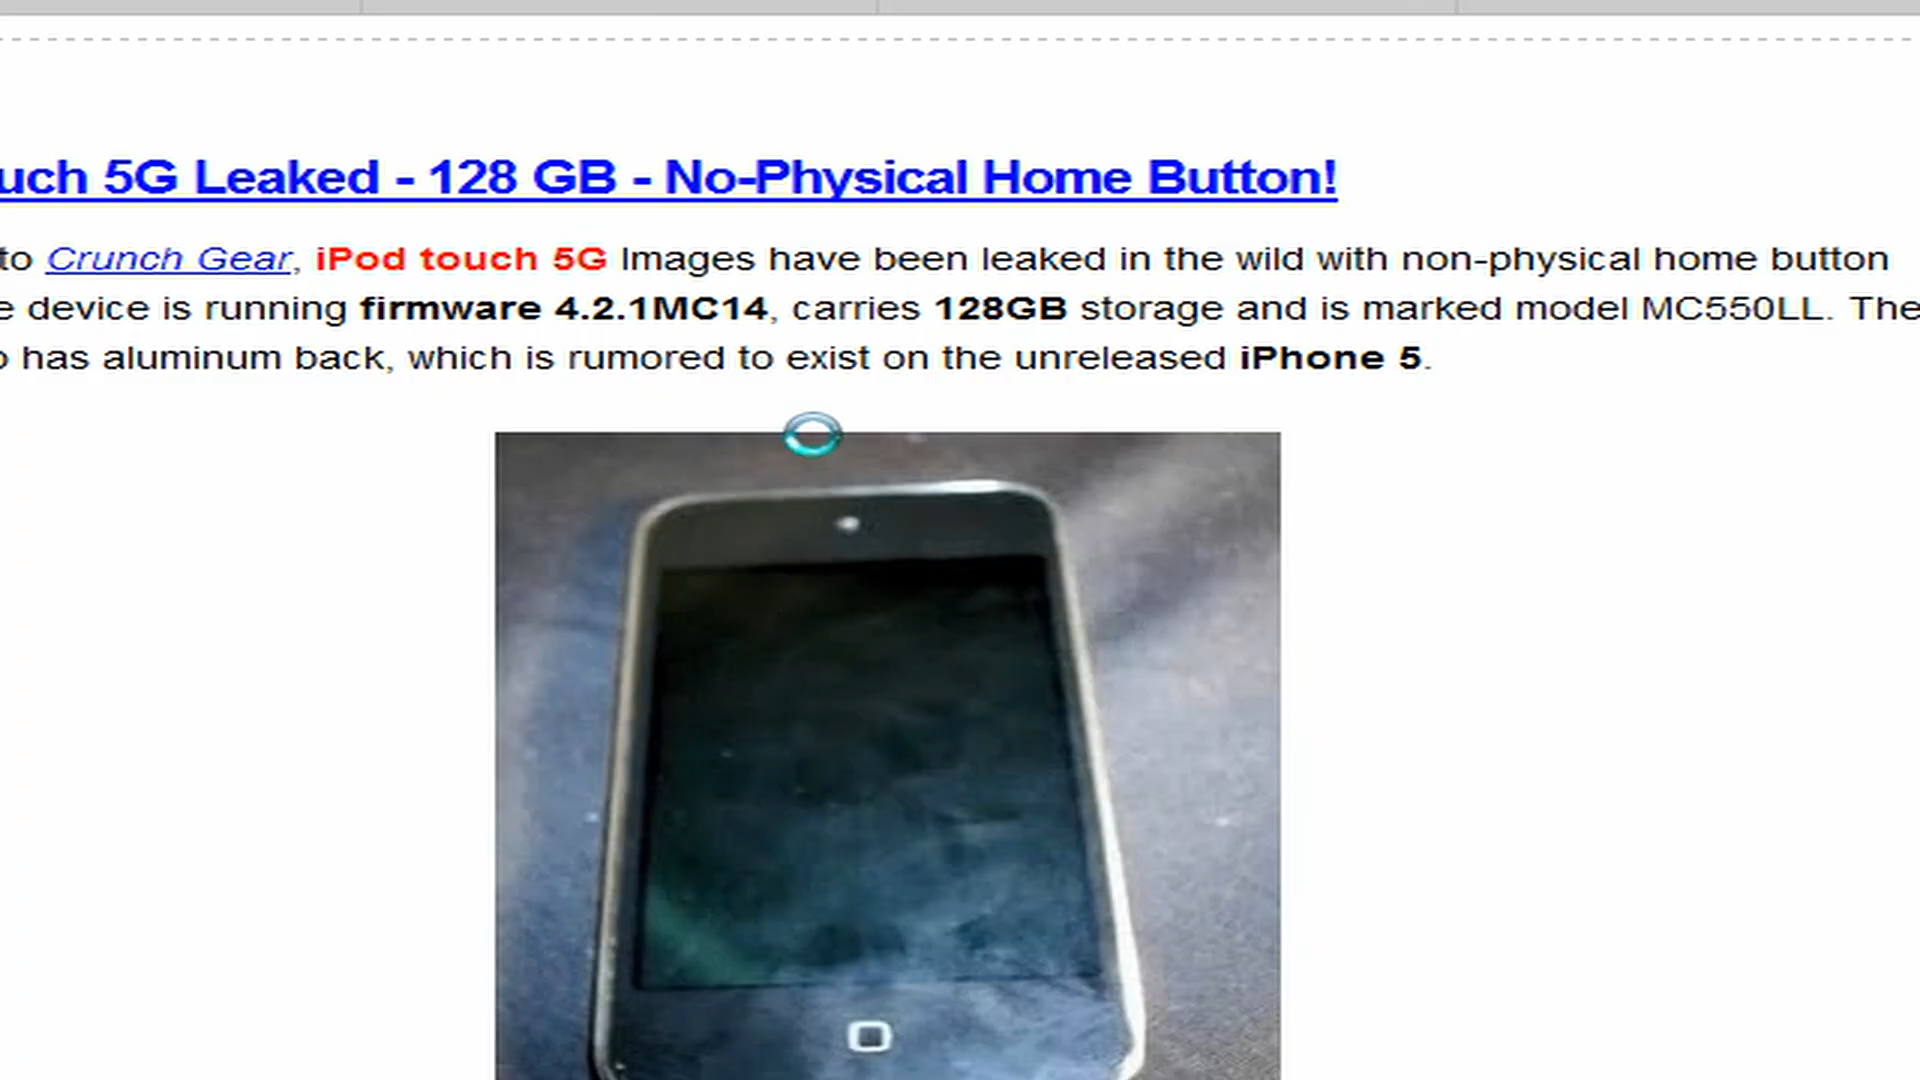 uch 5G Leaked - 128 GB - No-Physical Home Button!
to Crunch Gear, iPod touch 5G Images have been leaked in the wild with non-physical home button
e device is running firmware 4.2.1MC14, carries 128GB storage and is marked model MC550LL. The
o has aluminum back, which is rumored to exist on the unreleased iPhone 5.